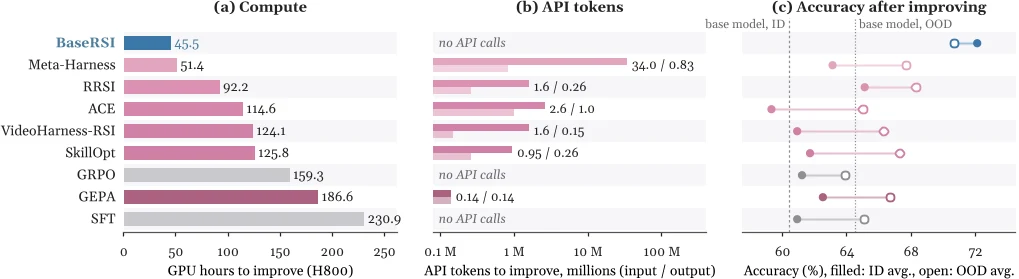 (a) Compute
(b) API tokens
(c) Accuracy after improving
base model, ID
base model, OOD
BaseRSI 45.5 no API calls
Meta-Harness 51.4 34.0 / 0.83
RRSI 92.2 1.6 / 0.26
ACE 114.6 2.6 / 1.0
VideoHarness-RSI 124.1 1.6 / 0.15
SkillOpt 125.8 0.95 / 0.26
GRPO 159.3 no API calls
GEPA 186.6 0.14 / 0.14
SFT 230.9 no API calls
0 50 100 150 200 250
0.1 M 1 M 10 M 100 M
60 64 68 72
GPU hours to improve (H800)
API tokens to improve, millions (input / output)
Accuracy (%), filled: ID avg., open: OOD avg.